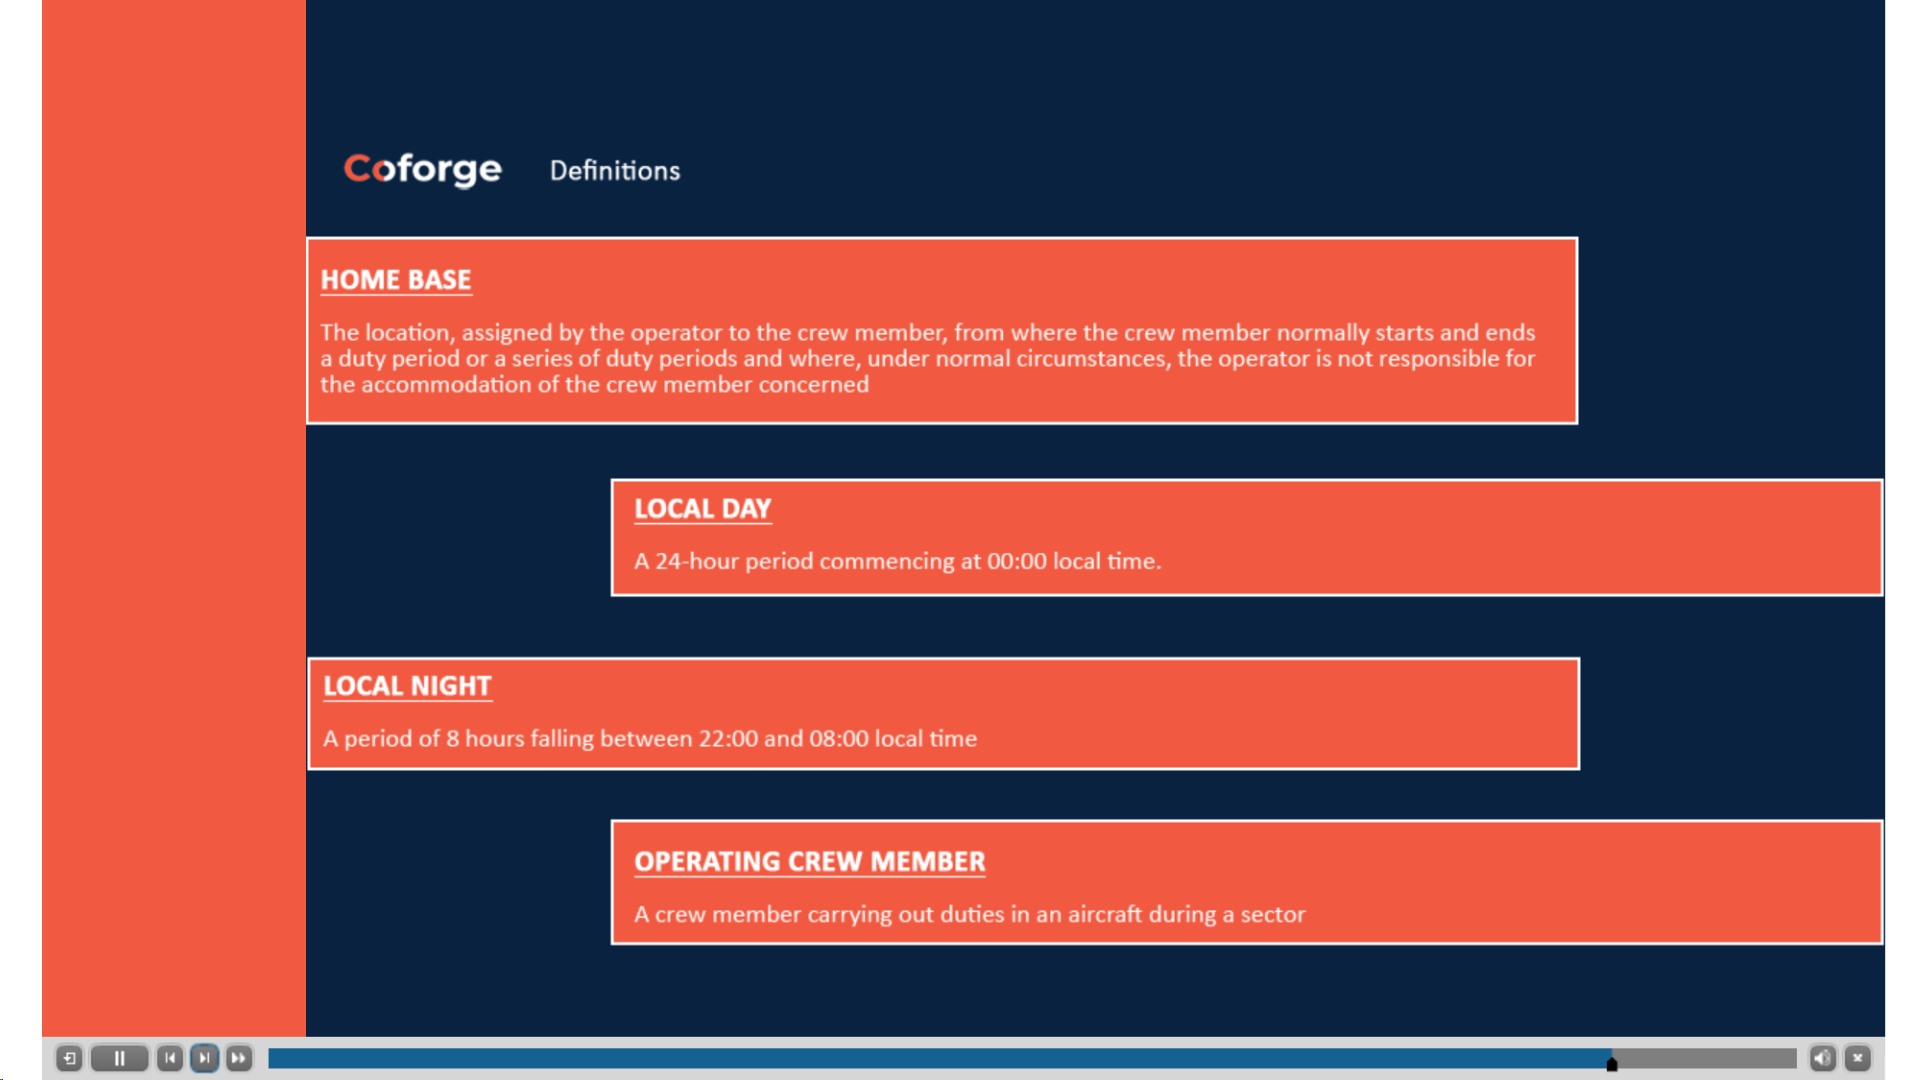 Coforge Definitions
HOME BASE
The location, assigned by the operator to the crew member, from where the crew member normally starts and ends
a duty period or a series of duty periods and where, under normal circumstances, the operator is not responsible for
the accommodation of the crew member concerned
LOCAL DAY
A 24-hour period commencing at 00:00 local time.
LOCAL NIGHT
A period of 8 hours falling between 22:00 and 08:00 local time
OPERATING CREW MEMBER
A crew member carrying out duties in an aircraft during a sector